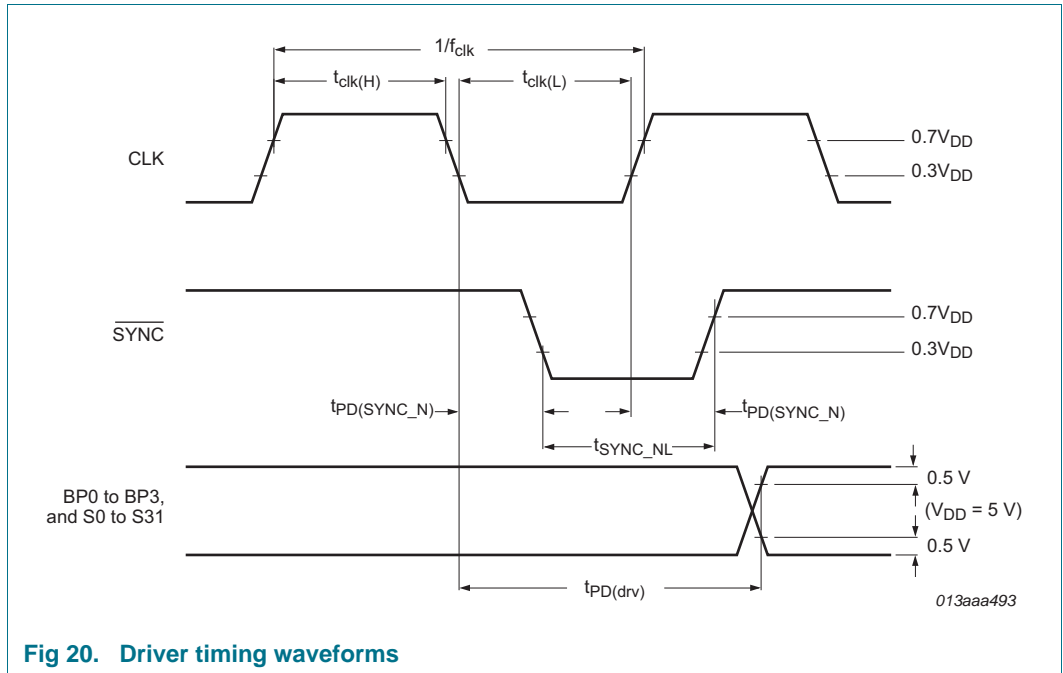 1/fclk
tclk(H)
tclk(L)
CLK
0.7VDD
0.3VDD
SYNC
0.7VDD
0.3VDD
tPD(SYNC_N)
tPD(SYNC_N)
tSYNC_NL
BP0 to BP3,
and S0 to S31
0.5 V
(VDD = 5 V)
0.5 V
tPD(drv)
013aaa493
Fig 20. Driver timing waveforms